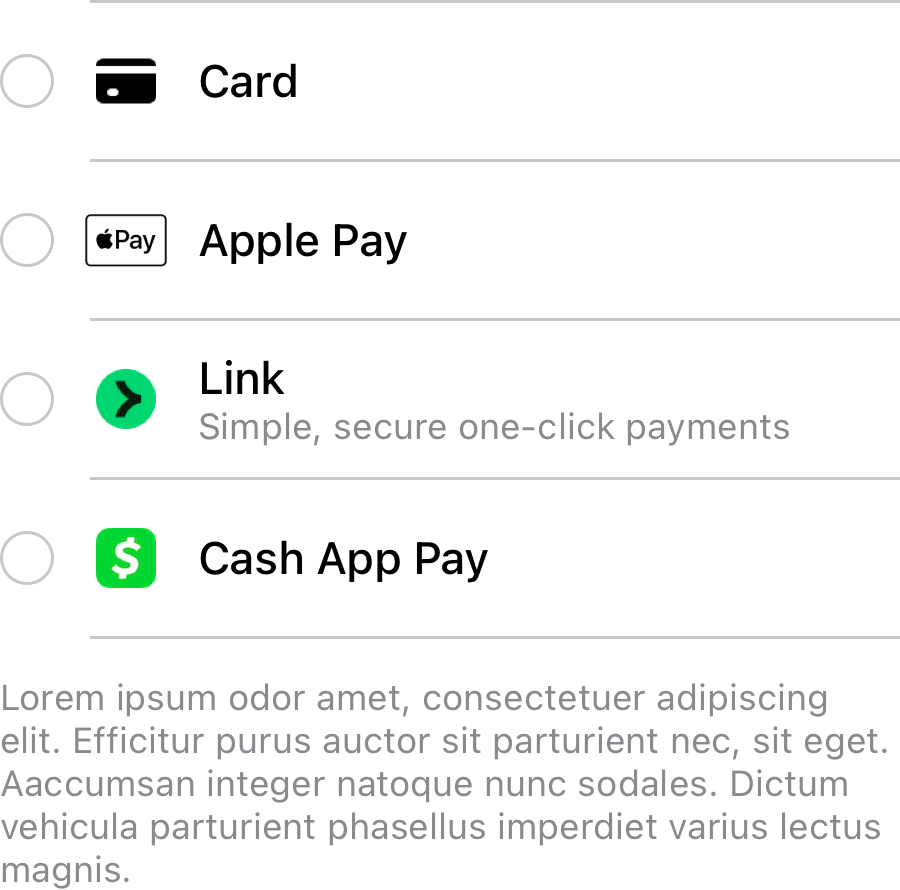 Card
Pay
Apple Pay
Link
Simple, secure one-click payments
$
Cash App Pay
Lorem ipsum odor amet, consectetuer adipiscing
elit. Efficitur purus auctor sit parturient nec, sit eget.
Aaccumsan integer natoque nunc sodales. Dictum
vehicula parturient phasellus imperdiet varius lectus
magnis.